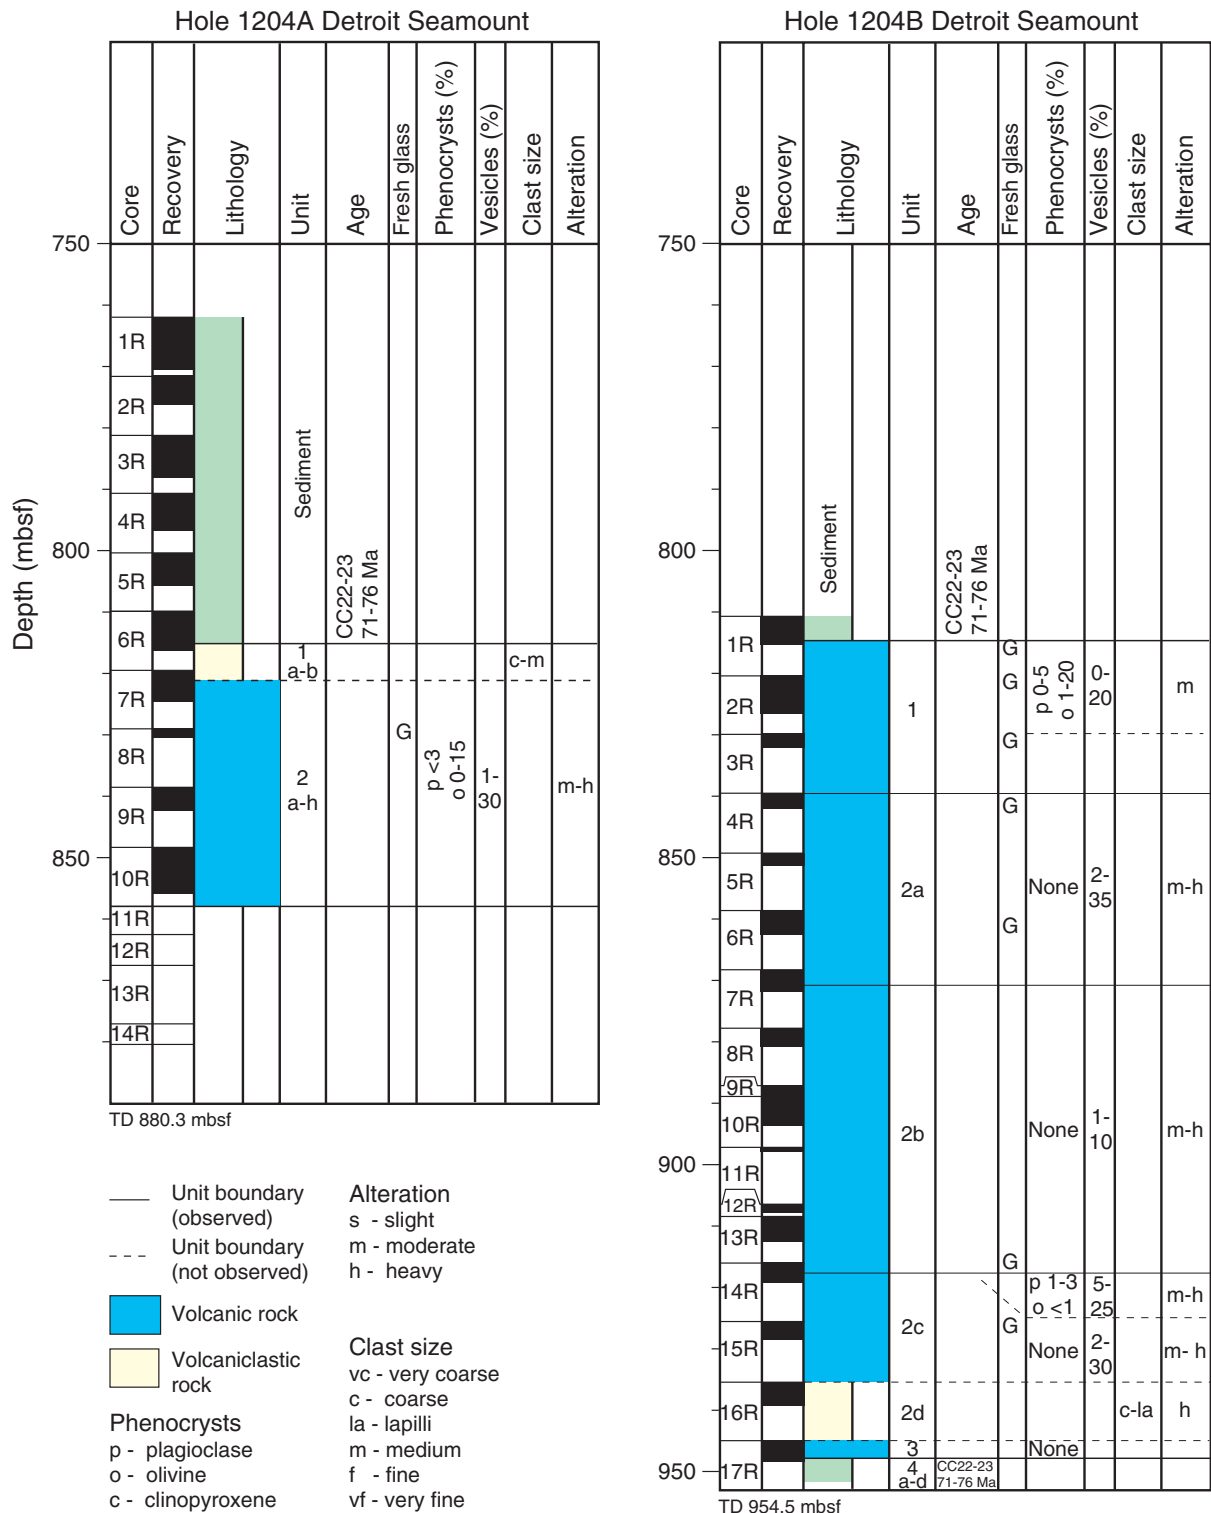 Hole 1204A Detroit Seamount
Core
Recovery
Lithology
Unit
Age
Fresh glass
Phenocrysts (%)
Vesicles (%)
Clast size
Alteration
Depth (mbsf)
750
800
850
1R
2R
3R
4R
5R
6R
7R
8R
9R
10R
11R
12R
13R
14R
Sediment
CC22-23
71-76 Ma
1
a-b
c-m
2
a-h
G
p <3
o 0-15
1-
30
m-h
TD 880.3 mbsf
Hole 1204B Detroit Seamount
Core
Recovery
Lithology
Unit
Age
Fresh glass
Phenocrysts (%)
Vesicles (%)
Clast size
Alteration
750
800
850
900
950
1R
2R
3R
4R
5R
6R
7R
8R
9R
10R
11R
12R
13R
14R
15R
16R
17R
Sediment
CC22-23
71-76 Ma
1
G
G
G
p 0-5
o 1-20
0-
20
m
2a
G
G
None
2-
35
m-h
2b
G
None
1-
10
m-h
2c
G
p 1-3
o <1
5-
25
m-h
None
2-
30
m- h
2d
c-la
h
3
None
4
a-d
CC22-23
71-76 Ma
TD 954.5 mbsf
Unit boundary
(observed)
Unit boundary
(not observed)
Volcanic rock
Volcaniclastic
rock
Phenocrysts
p - plagioclase
o - olivine
c - clinopyroxene
Alteration
s - slight
m - moderate
h - heavy
Clast size
vc - very coarse
c - coarse
la - lapilli
m - medium
f - fine
vf - very fine